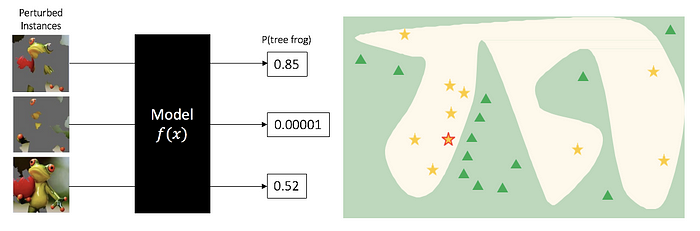 Perturbed
Instances
P(tree frog)
0.85
Model
f(x)
0.00001
0.52